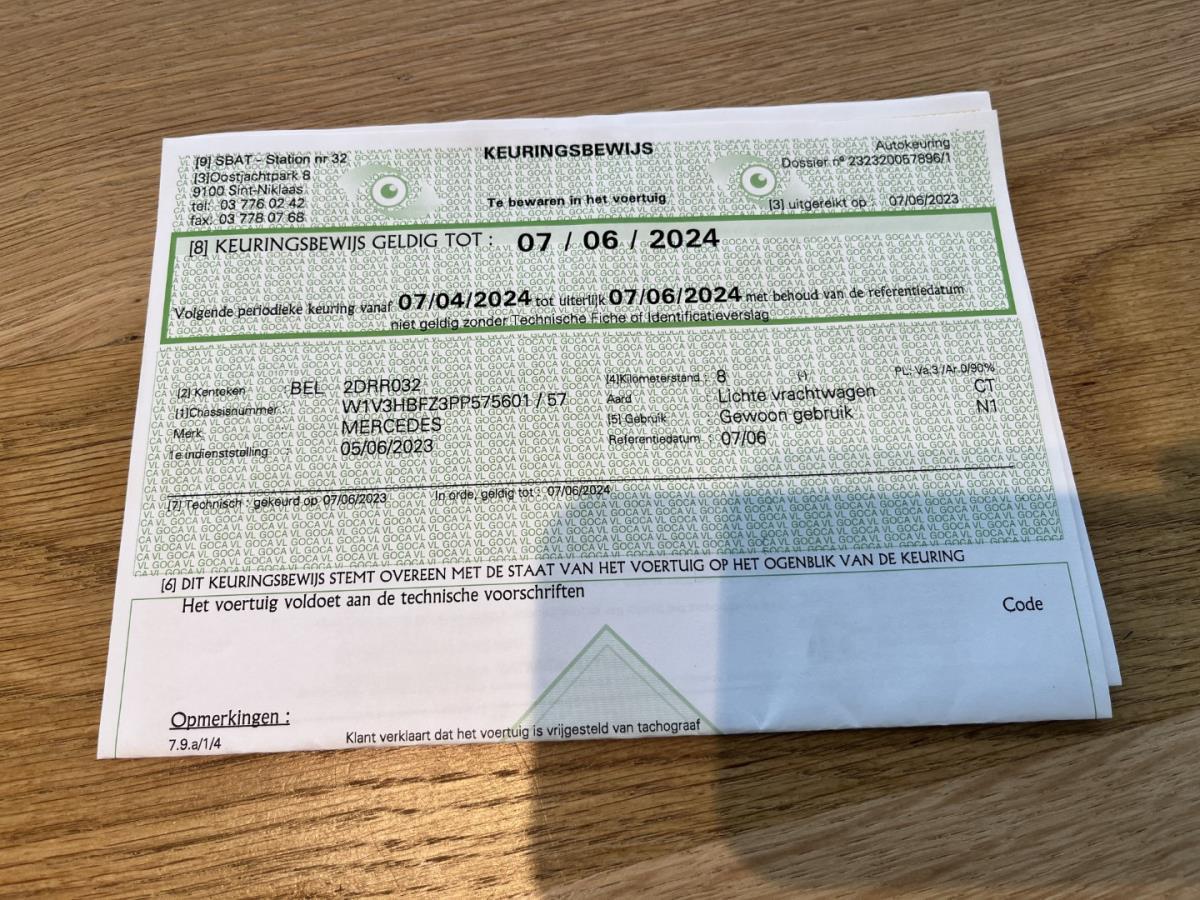 [9] SBAT - Station nr 32
[3] Oostjachtpark 8
9100 Sint-Niklaas
tel: 03 776 02 42
fax: 03 778 07 68
KEURINGSBEWIJS
Te bewaren in het voertuig
Autokeuring
Dossier nº 232320067896/1
[3] uitgereikt op : 07/06/2023
[8] KEURINGSBEWIJS GELDIG TOT : 07 / 06 / 2024
Volgende periodieke keuring vanaf 07/04/2024 tot uiterlijk 07/06/2024 met behoud van de referentiedatum
niet geldig zonder Technische Fiche of Identificatieverslag
[2] Kenteken BEL 2DRR032
[1] Chassisnummer : W1V3HBFZ3PP575601 / 57
Merk : MERCEDES
1e indienststelling : 05/06/2023
[4] Kilometerstand : 8 (-) PL: Va.3 /Ar.0/90%
Aard : Lichte vrachtwagen CT
[5] Gebruik : Gewoon gebruik N1
Referentiedatum : 07/06
[7] Technisch : gekeurd op 07/06/2023 In orde, geldig tot : 07/06/2024
[6] DIT KEURINGSBEWIJS STEMT OVEREEN MET DE STAAT VAN HET VOERTUIG OP HET OGENBLIK VAN DE KEURING
Het voertuig voldoet aan de technische voorschriften Code
Opmerkingen :
7.9.a/1/4 Klant verklaart dat het voertuig is vrijgesteld van tachograaf